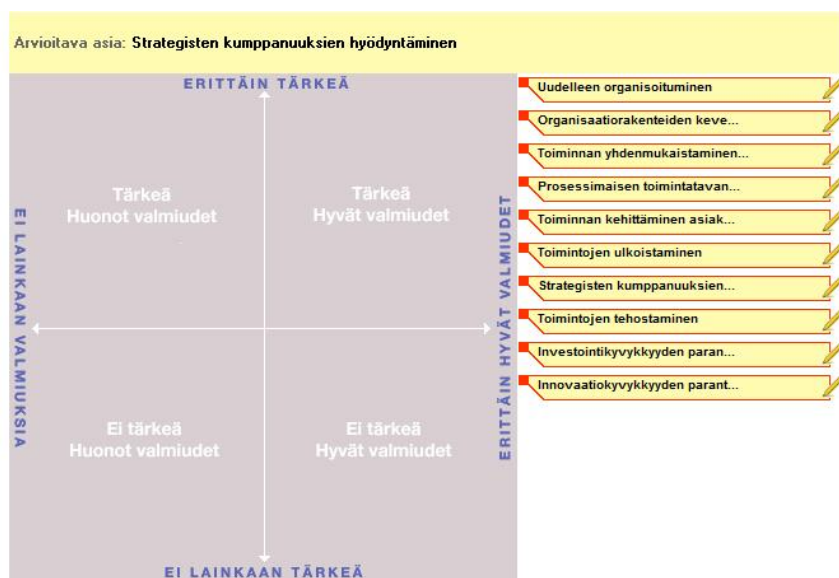 Arvioitava asia: Strategisten kumppanuuksien hyödyntäminen
ERITTÄIN TÄRKEÄ
Tärkeä
Huonot valmiudet
Tärkeä
Hyvät valmiudet
EI LAINKAAN VALMIUKSIA
ERITTÄIN HYVÄT VALMIUDET
Ei tärkeä
Huonot valmiudet
Ei tärkeä
Hyvät valmiudet
EI LAINKAAN TÄRKEÄ
Uudelleen organisoituminen
Organisaatiorakenteiden keve...
Toiminnan yhdenmukaistaminen...
Prosessimaisen toimintatavan...
Toiminnan kehittäminen asiak...
Toimintojen ulkoistaminen
Strategisten kumppanuuksien...
Toimintojen tehostaminen
Investointikyvykkyyden paran...
Innovaatiokyvykkyyden parant...